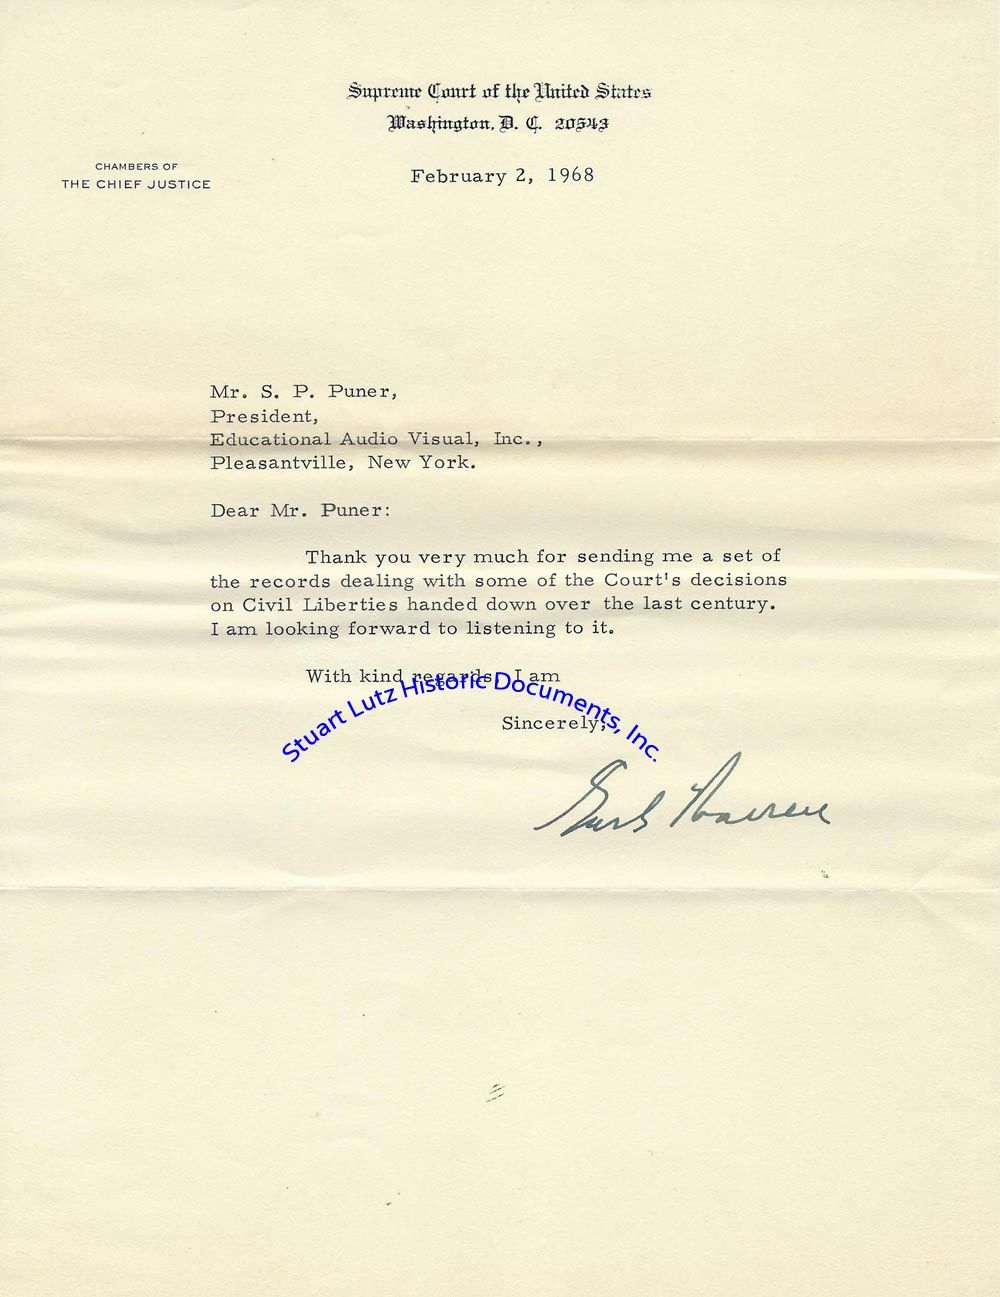 Supreme Court of the United States
Washington, D. C. 20543
CHAMBERS OF
THE CHIEF JUSTICE
February 2, 1968
Mr. S. P. Puner,
President,
Educational Audio Visual, Inc.,
Pleasantville, New York.
Dear Mr. Puner:
Thank you very much for sending me a set of
the records dealing with some of the Court's decisions
on Civil Liberties handed down over the last century.
I am looking forward to listening to it.
With kind regards, I am
Stuart Lutz Historic Documents, Inc.
Sincerely,
Earl Warren